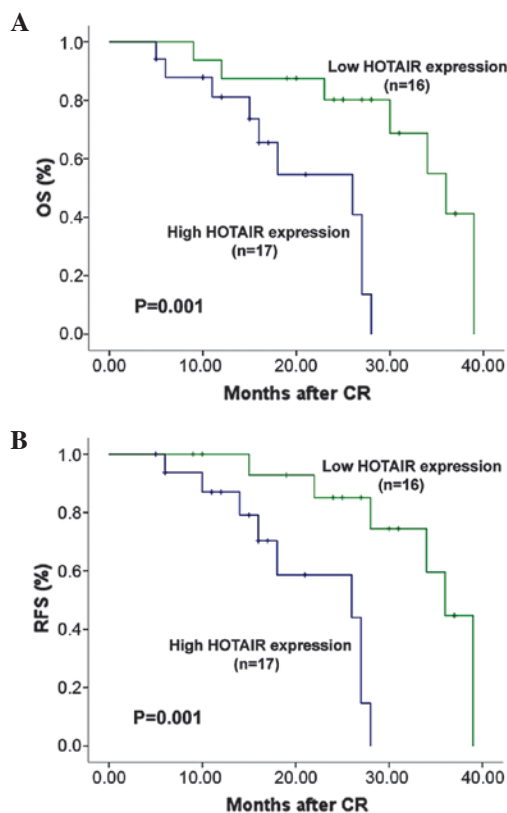 A
1.0
0.8
0.6
0.4
0.2
0.0
OS (%)
Low HOTAIR expression
(n=16)
High HOTAIR expression
(n=17)
P=0.001
0.00 10.00 20.00 30.00 40.00
Months after CR
B
1.0
0.8
0.6
0.4
0.2
0.0
RFS (%)
Low HOTAIR expression
(n=16)
High HOTAIR expression
(n=17)
P=0.001
0.00 10.00 20.00 30.00 40.00
Months after CR